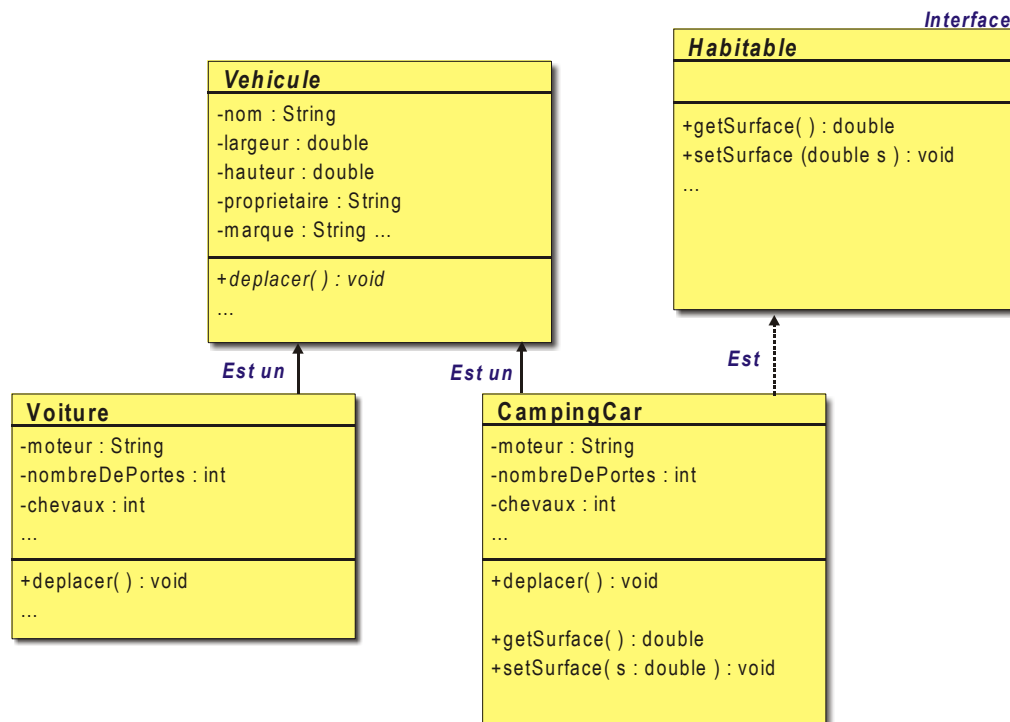 Interface
Habitable
+getSurface( ) : double
+setSurface (double s ) : void
...
Vehicule
-nom : String
-largeur : double
-hauteur : double
-proprietaire : String
-marque : String ...
+deplacer( ) : void
...
Est un
Est un
Est
Voiture
-moteur : String
-nombreDePortes : int
-chevaux : int
...
+deplacer( ) : void
...
CampingCar
-moteur : String
-nombreDePortes : int
-chevaux : int
...
+deplacer( ) : void
+getSurface( ) : double
+setSurface( s : double ) : void